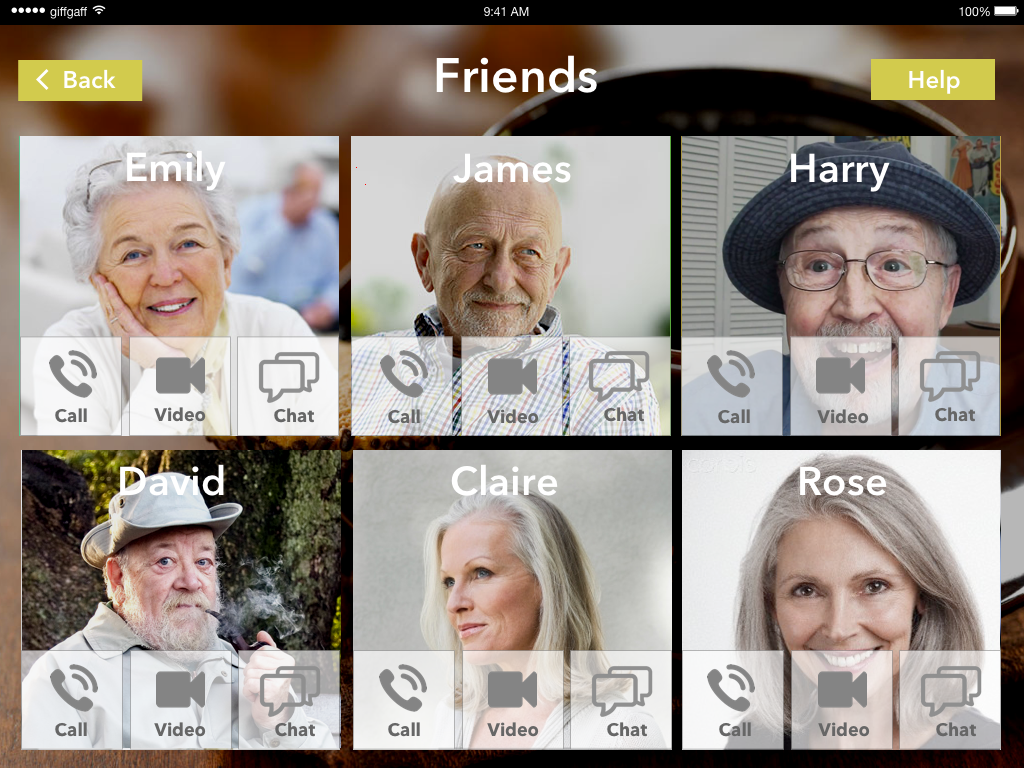 giffgaff 9:41 AM 100%
Back Friends Help
Emily James Harry
Call Video Chat Call Video Chat Call Video Chat
David Claire Rose
corbis
Call Video Chat Call Video Chat Call Video Chat